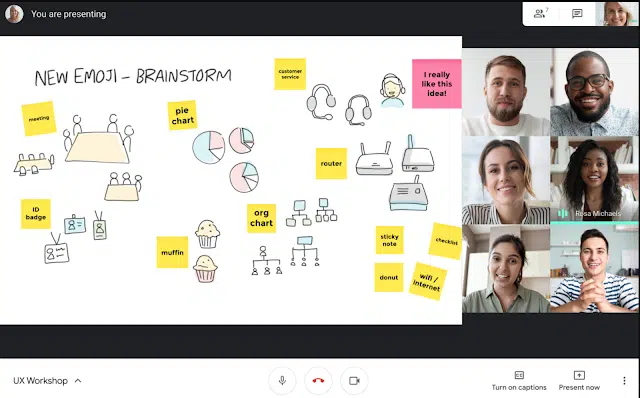 You are presenting
7
NEW EMOJI – BRAINSTORM
customer
service
I really
like this
idea!
meeting
pie
chart
router
ID
badge
org
chart
muffin
sticky
note
checklist
donut
wifi /
internet
Rosa Michaels
UX Workshop
CC
Turn on captions
Present now